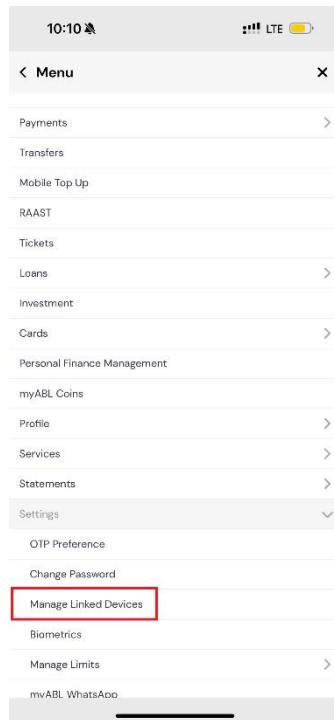 10:10
LTE
Menu
Payments
Transfers
Mobile Top Up
RAAST
Tickets
Loans
Investment
Cards
Personal Finance Management
myABL Coins
Profile
Services
Statements
Settings
OTP Preference
Change Password
Manage Linked Devices
Biometrics
Manage Limits
myABL WhatsApp